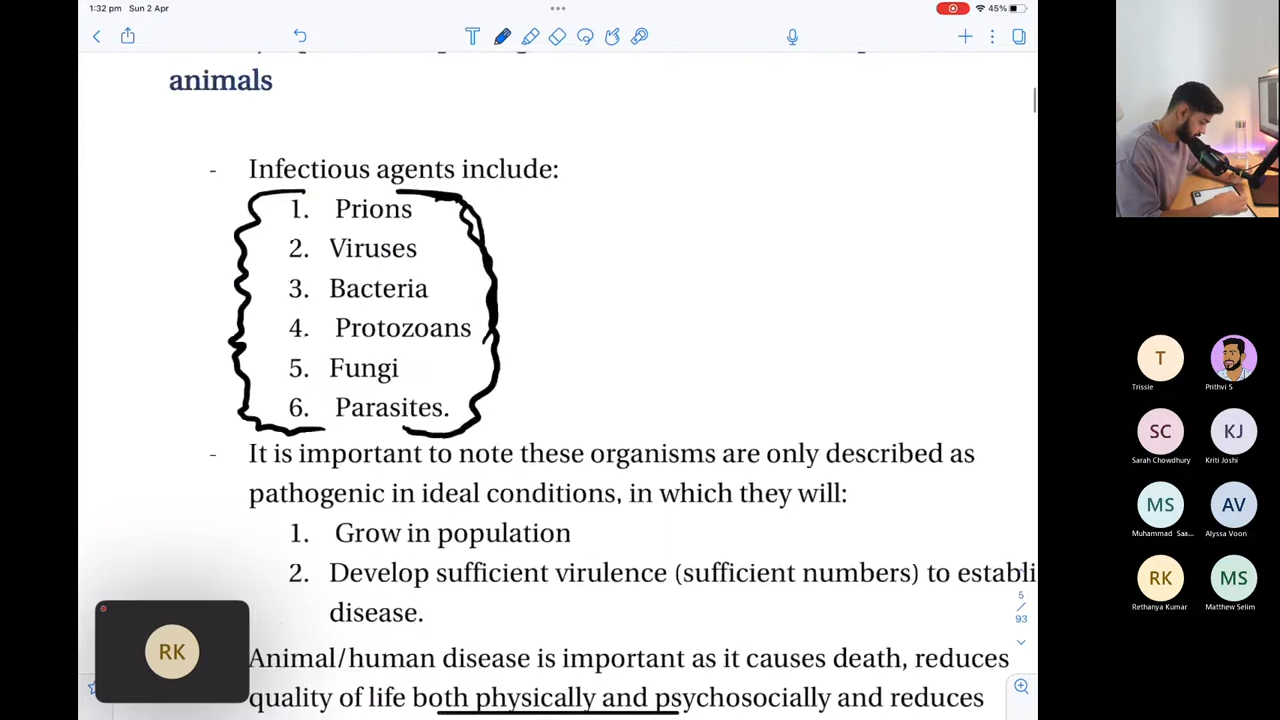 1:32 pm Sun 2 Apr
45%
animals
- Infectious agents include:
1. Prions
2. Viruses
3. Bacteria
4. Protozoans
5. Fungi
6. Parasites.
- It is important to note these organisms are only described as
pathogenic in ideal conditions, in which they will:
1. Grow in population
2. Develop sufficient virulence (sufficient numbers) to establi
disease.
Animal/human disease is important as it causes death, reduces
quality of life both physically and psychosocially and reduces
5
/
93
RK
T
Trissie
Prithvi S
SC
Sarah Chowdhury
KJ
Kriti Joshi
MS
Muhammad Saa...
AV
Alyssa Voon
RK
Rethanya Kumar
MS
Matthew Selim